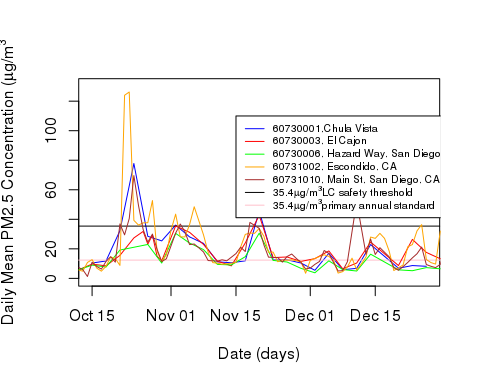 Daily Mean PM2.5 Concentration (µg/m³
0
20
60
100
60730001.Chula Vista
60730003. El Cajon
60730006. Hazard Way. San Diego
60731002. Escondido. CA
60731010. Main St. San Diego. CA
35.4µg/m³LC safety threshold
35.4µg/m³primary annual standard
Oct 15
Nov 01
Nov 15
Dec 01
Dec 15
Date (days)